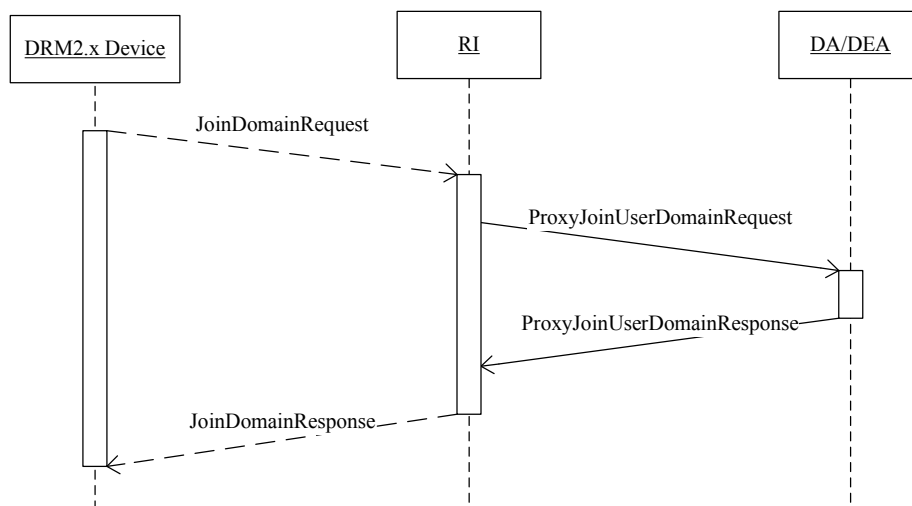 DRM2.x Device
RI
DA/DEA
JoinDomainRequest
ProxyJoinUserDomainRequest
ProxyJoinUserDomainResponse
JoinDomainResponse